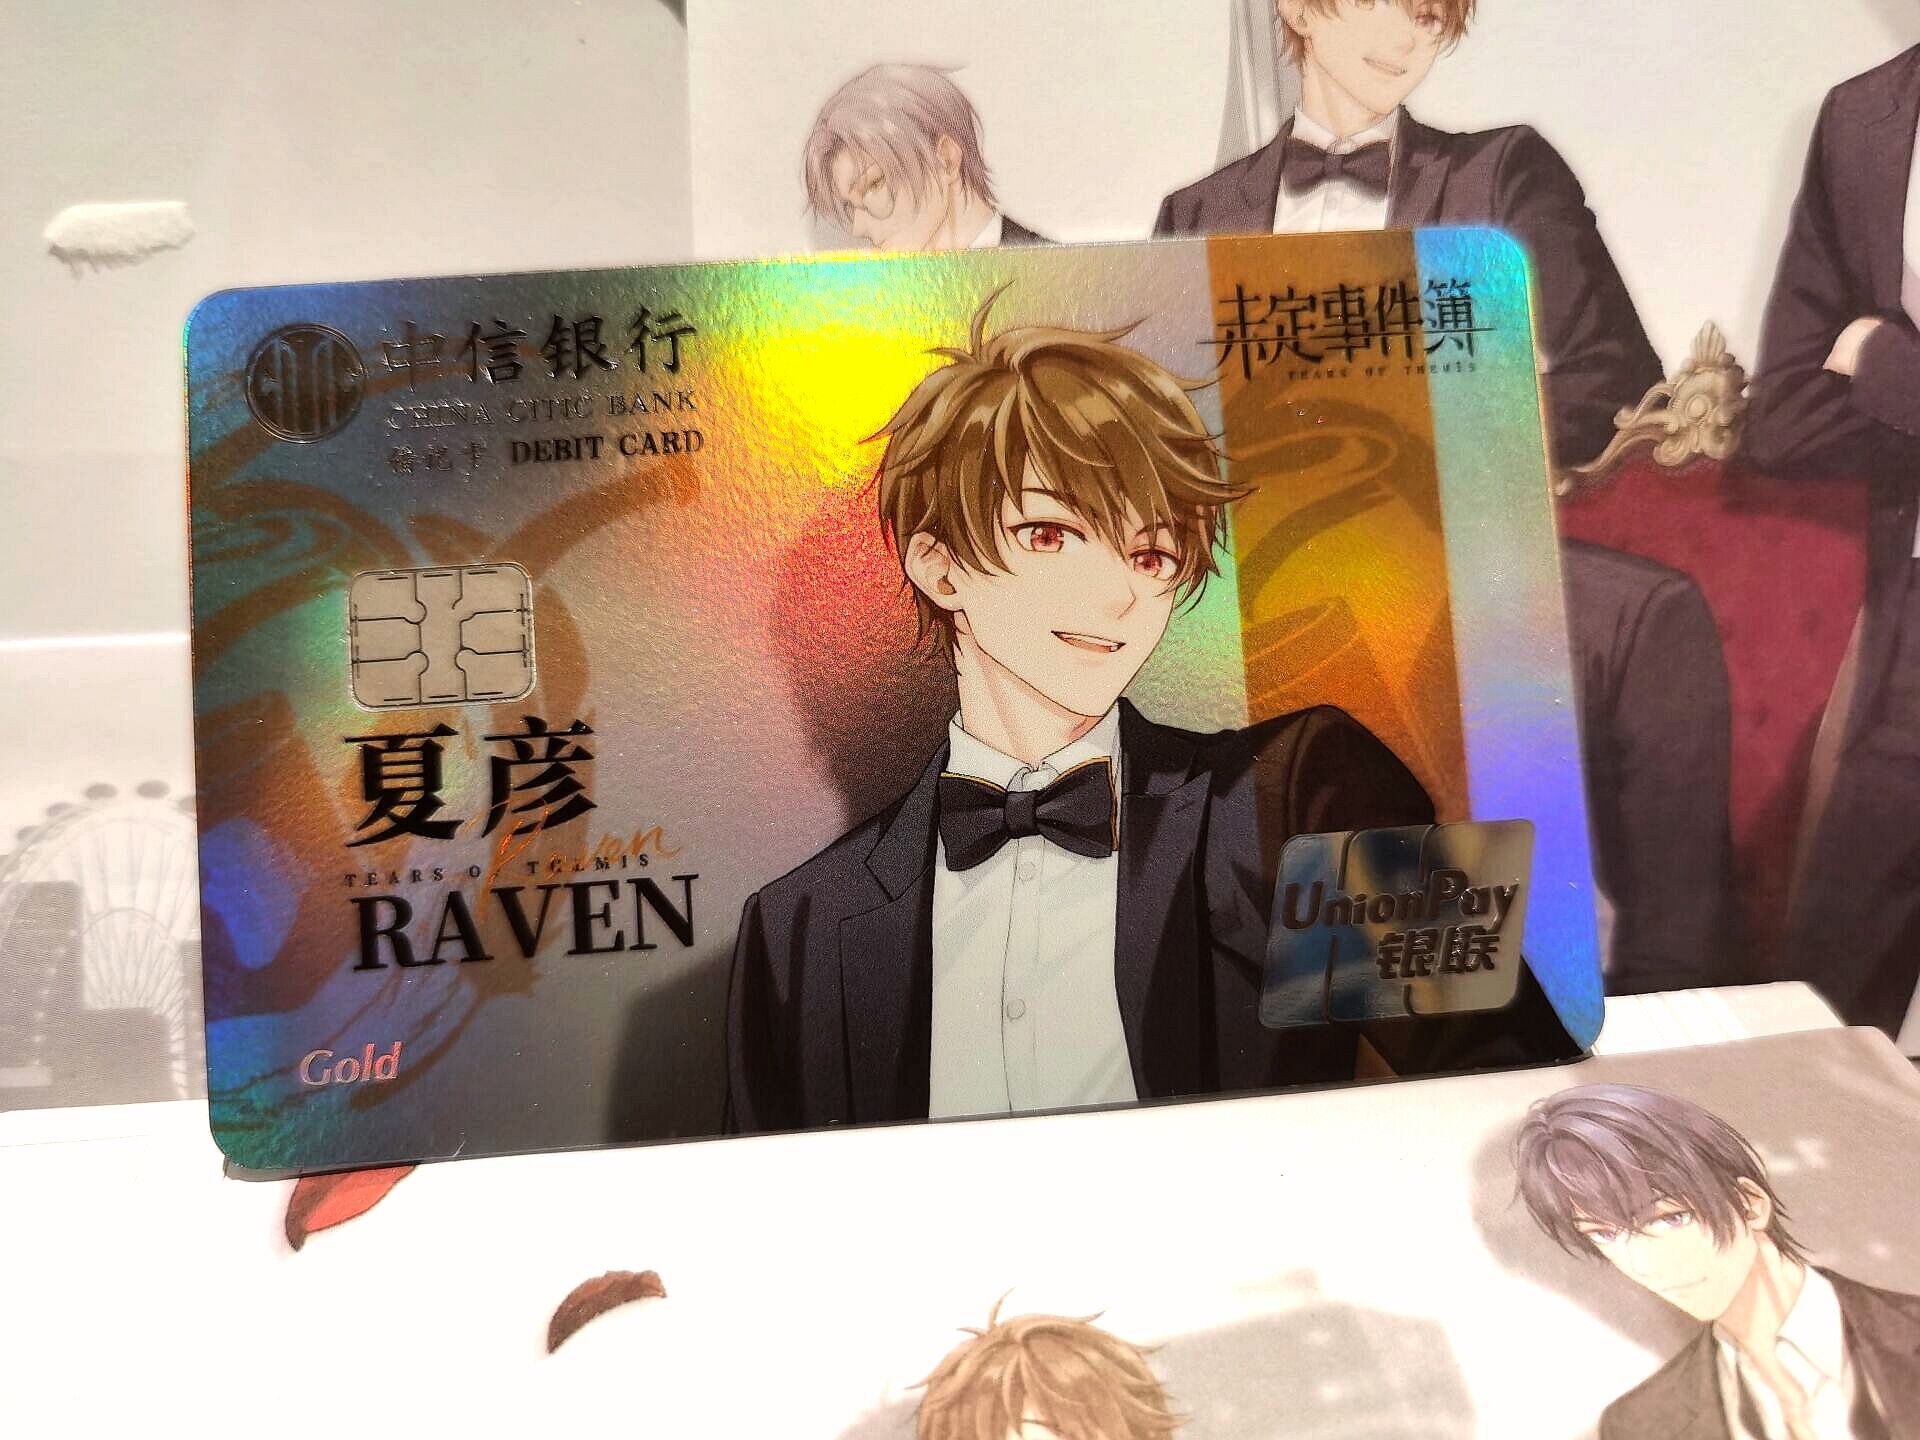 CITIC
中信银行
CHINA CITIC BANK
借记卡 DEBIT CARD
未定事件簿
TEARS OF THEMIS
夏彦
Raven
TEARS OF THEMIS
RAVEN
UnionPay
银联
Gold